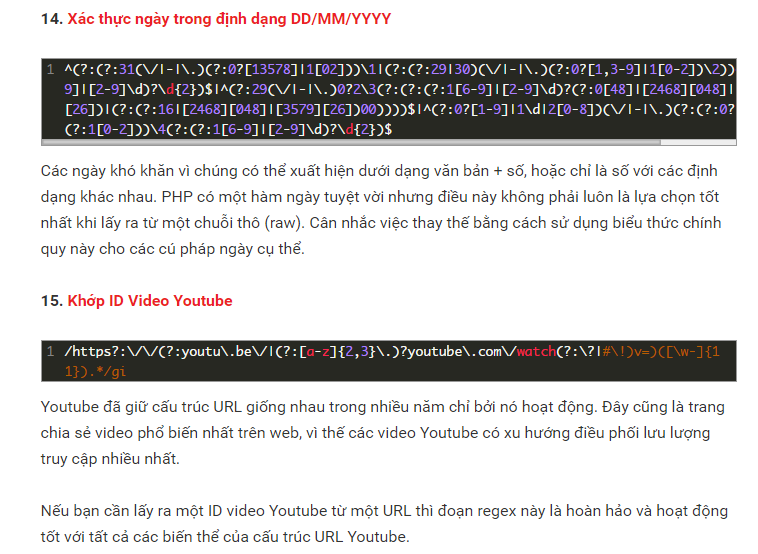 14. Xác thực ngày trong định dạng DD/MM/YYYY
1 ^(?:(?:31(\/|-|\.)(?:0?[13578]|1[02]))\1|(?:(?:29|30)(\/|-|\.)(?:0?[1,3-9]|1[0-2])\2))
9]|[2-9]\d)?\d{2})$|^(?:29(\/|-|\.)0?2\3(?:(?:(?:1[6-9]|[2-9]\d)?(?:0[48]|[2468][048]|
[26])|(?:(?:16|[2468][048]|[3579][26])00))))$|^(?:0?[1-9]|1\d|2[0-8])(\/|-|\.)(?:(?:0?
(?:1[0-2]))\4(?:(?:1[6-9]|[2-9]\d)?\d{2})$
Các ngày khó khăn vì chúng có thể xuất hiện dưới dạng văn bản + số, hoặc chỉ là số với các định
dạng khác nhau. PHP có một hàm ngày tuyệt vời nhưng điều này không phải luôn là lựa chọn tốt
nhất khi lấy ra từ một chuỗi thô (raw). Cân nhắc việc thay thế bằng cách sử dụng biểu thức chính
quy này cho các cú pháp ngày cụ thể.
15. Khớp ID Video Youtube
1 /https?:\/\/(?:youtu\.be\/|(?:[a-z]{2,3}\.)?youtube\.com\/watch(?:\?|#\!)v=)([\w-]{1
1}).*/gi
Youtube đã giữ cấu trúc URL giống nhau trong nhiều năm chỉ bởi nó hoạt động. Đây cũng là trang
chia sẻ video phổ biến nhất trên web, vì thế các video Youtube có xu hướng điều phối lưu lượng
truy cập nhiều nhất.
Nếu bạn cần lấy ra một ID video Youtube từ một URL thì đoạn regex này là hoàn hảo và hoạt động
tốt với tất cả các biến thể của cấu trúc URL Youtube.